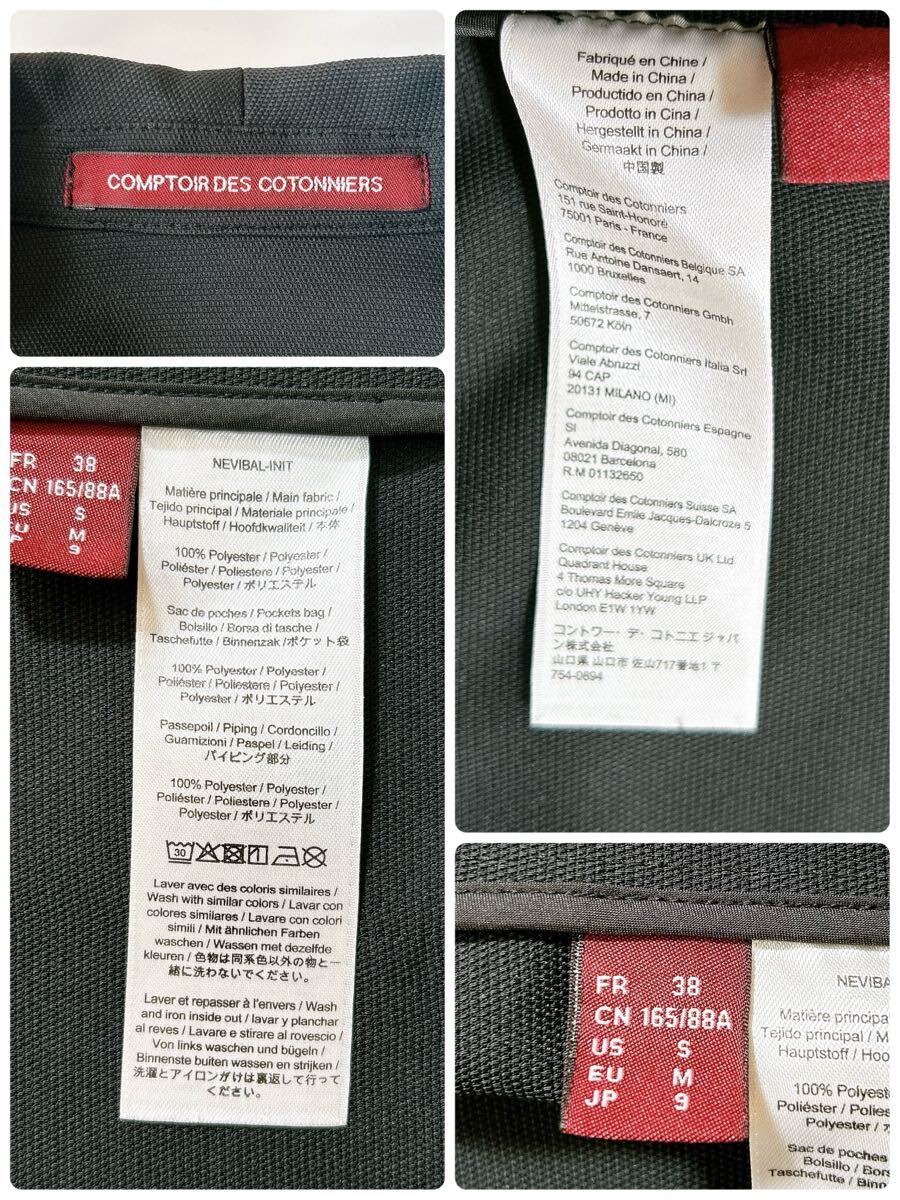 COMPTOIR DES COTONNIERS
Fabriqué en Chine /
Made in China /
Productido en China /
Prodotto in Cina /
Hergestellt in China /
Germaakt in China /
中国製
Comptoir des Cotonniers
151 rue Saint-Honoré
75001 Paris - France
Comptoir des Cotonniers Belgique SA
Rue Antoine Dansaert, 14
1000 Bruxelles
Comptoir des Cotonniers Gmbh
Mittelstrasse, 7
50672 Köln
Comptoir des Cotonniers Italia Srl
Viale Abruzzi
94 CAP
20131 MILANO (MI)
Comptoir des Cotonniers Espagne
Sl
Avenida Diagonal, 580
08021 Barcelona
R.M 01132650
Comptoir des Cotonniers Suisse SA
Boulevard Emile Jacques-Dalcroze 5
1204 Genève
Comptoir des Cotonniers UK Ltd
Quadrant House
4 Thomas More Square
c/o UHY Hacker Young LLP
London E1W 1YW
コントワー・デ・コトニエ ジャパ
ン株式会社
山口県 山口市 佐山717番地1 〒
754-0894
FR 38
CN 165/88A
US S
EU M
JP 9
NEVIBAL-INIT
Matière principale / Main fabric /
Tejido principal / Materiale principale /
Hauptstoff / Hoofdkwaliteit / 本体
100% Polyester / Polyester /
Poliéster / Poliestere / Polyester /
Polyester / ポリエステル
Sac de poches / Pockets bag /
Bolsillo / Borsa di tasche /
Taschefutte / Binnenzak /ポケット袋
100% Polyester / Polyester /
Poliéster / Poliestere / Polyester /
Polyester / ポリエステル
Passepoil / Piping / Cordoncillo /
Guarnizioni / Paspel / Leiding /
パイピング部分
100% Polyester / Polyester /
Poliéster / Poliestere / Polyester /
Polyester / ポリエステル
30
Laver avec des coloris similaires /
Wash with similar colors / Lavar con
colores similares / Lavare con colori
simili / Mit ähnlichen Farben
waschen / Wassen met dezelfde
kleuren / 色物は同系色以外の物と一
緒に洗わないでください。
Laver et repasser à l'envers / Wash
and iron inside out / lavar y planchar
al reves / Lavare e stirare al rovescio /
Von links waschen und bügeln /
Binnenste buiten wassen en strijken /
洗濯とアイロンがけは裏返して行って
ください。
FR 38
CN 165/88A
US S
EU M
JP 9
NEVIBA
Matière principa
Tejido principal / M
Hauptstoff / Hoo
100% Polyest
Poliéster / Polies
Polyester /
Sac de poches
Bolsillo / Bors
Taschefutte / Binn